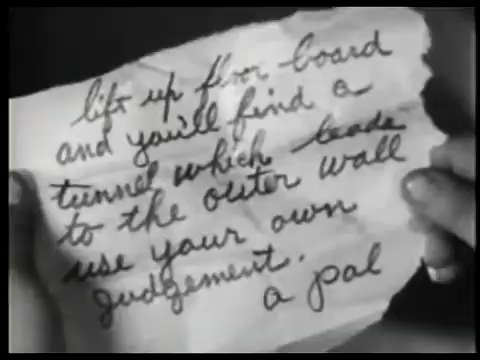 lift up floor board
and you'll find a
tunnel which leads
to the outer wall
use your own
judgement.
a pal